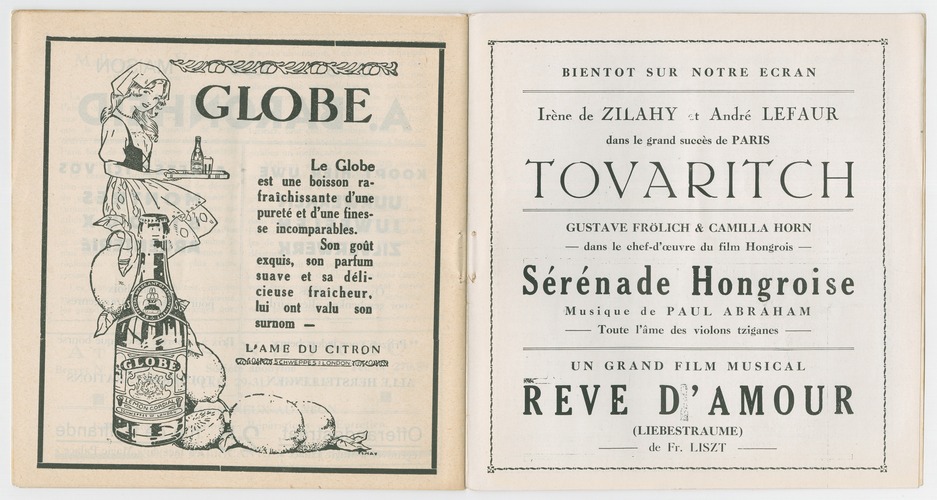 GLOBE
Le Globe
est une boisson ra-
fraîchissante d'une
pureté et d'une fines-
se incomparables.
Son goût
exquis, son parfum
suave et sa déli-
cieuse fraîcheur,
lui ont valu son
surnom —
L'AME DU CITRON
SCHWEPPES LONDON
GLOBE
LEMON CORDIAL
BIENTOT SUR NOTRE ECRAN
Irène de ZILAHY et André LEFAUR
dans le grand succès de PARIS
TOVARITCH
GUSTAVE FRÖLICH & CAMILLA HORN
— dans le chef-d'œuvre du film Hongrois —
Sérénade Hongroise
Musique de PAUL ABRAHAM
— Toute l'âme des violons tziganes —
UN GRAND FILM MUSICAL
REVE D'AMOUR
(LIEBESTRAUME)
— de Fr. LISZT —